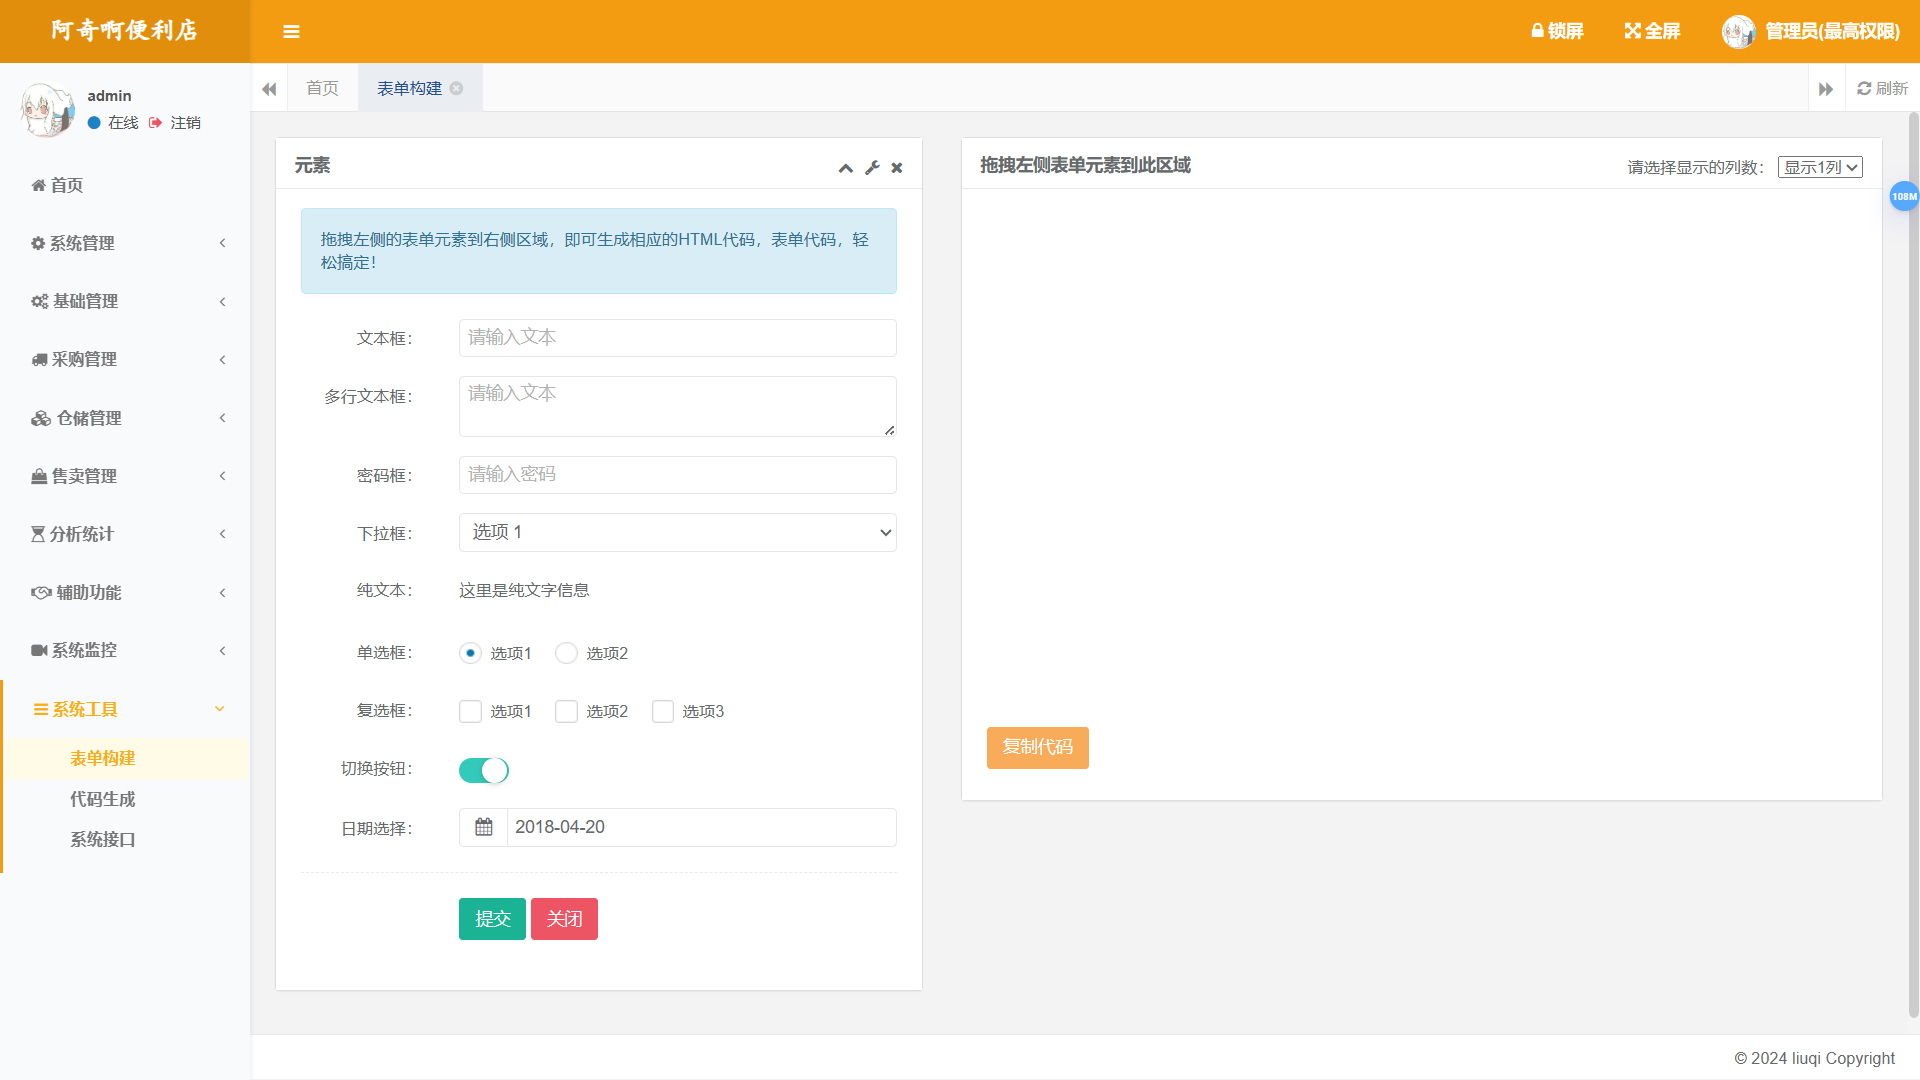 阿奇啊便利店
锁屏
全屏
管理员(最高权限)
admin
在线
注销
首页
表单构建
刷新
首页
系统管理
基础管理
采购管理
仓储管理
售卖管理
分析统计
辅助功能
系统监控
系统工具
表单构建
代码生成
系统接口
元素
拖拽左侧的表单元素到右侧区域，即可生成相应的HTML代码，表单代码，轻
松搞定！
文本框：
请输入文本
多行文本框：
请输入文本
密码框：
请输入密码
下拉框：
选项 1
纯文本：
这里是纯文字信息
单选框：
选项1
选项2
复选框：
选项1
选项2
选项3
切换按钮：
日期选择：
2018-04-20
提交
关闭
拖拽左侧表单元素到此区域
请选择显示的列数：
显示1列
108M
复制代码
© 2024 liuqi Copyright